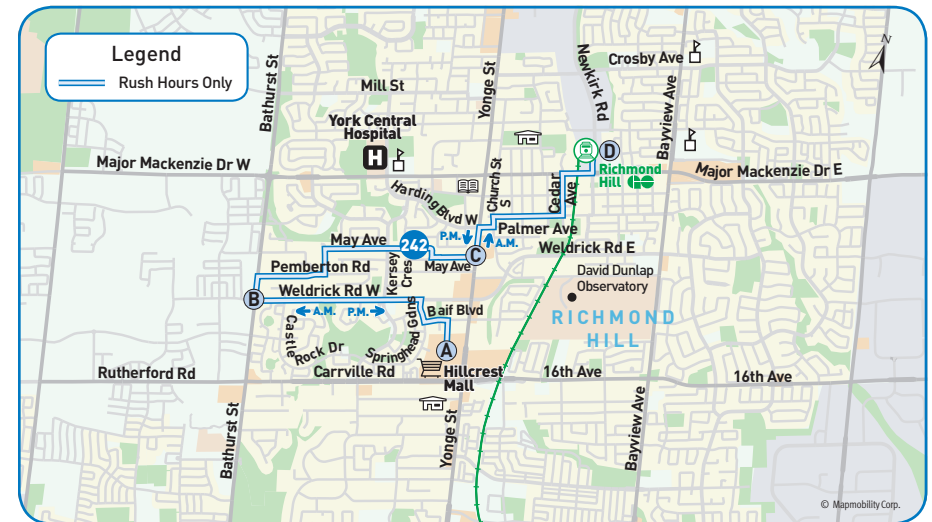 Legend
Rush Hours Only
N
Bathurst St
Mill St
Yonge St
Newkirk Rd
Crosby Ave
Bayview Ave
York Central
Hospital
H
Major Mackenzie Dr W
D
Richmond
Hill GO
Major Mackenzie Dr E
Harding Blvd W
Church St
S
Cedar
Ave
Palmer Ave
P.M.
A.M.
May Ave
242
C
Weldrick Rd E
Kersey
Cres
May Ave
Pemberton Rd
David Dunlap
Observatory
B
Weldrick Rd W
A.M.
P.M.
Baif Blvd
RICHMOND
HILL
Castle
Rock Dr
Springhead Gdns
A
Rutherford Rd
Carrville Rd
Hillcrest
Mall
16th Ave
16th Ave
Bathurst St
Yonge St
Bayview Ave
© Mapmobility Corp.